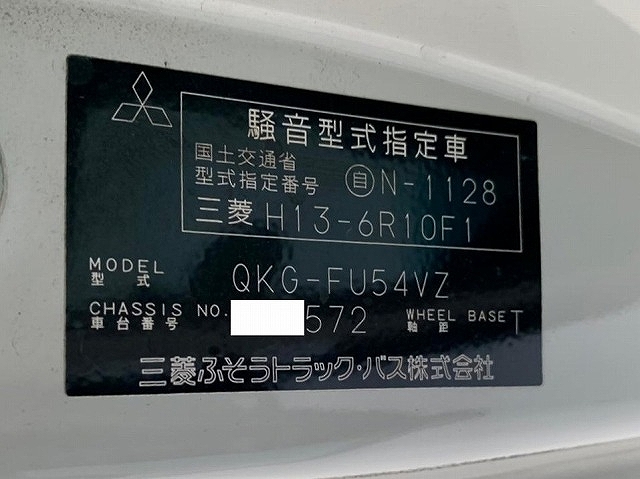 騒音型式指定車
国土交通省
型式指定番号 自N-1128
三菱 H13-6R10F1
MODEL
型式 QKG-FU54VZ
CHASSIS NO.
車台番号 572 WHEEL BASE T
軸距
三菱ふそうトラック・バス株式会社